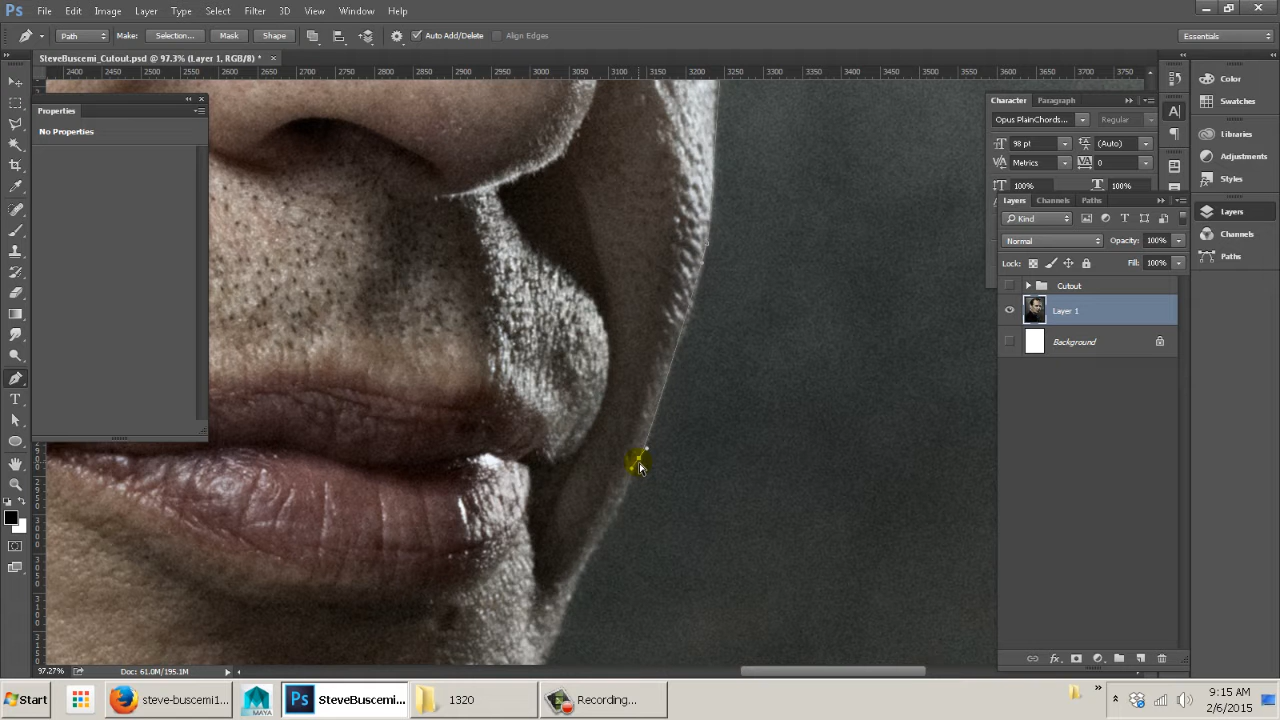 Ps File Edit Image Layer Type Select Filter 3D View Window Help
Path Make: Selection... Mask Shape Auto Add/Delete Align Edges Essentials
SteveBuscemi_Cutout.psd @ 97.3% (Layer 1, RGB/8) * ×
2400 2450 2500 2550 2600 2650 2700 2750 2800 2850 2900 2950 3000 3050 3100 3150 3200 3250 3300 3350 3400 3450 3500 3550 3600 3650 3700 3750
Properties
No Properties
Character Paragraph
Opus PlainChords... Regular
98 pt (Auto)
Metrics 0
100% 100%
Layers Channels Paths
Kind
Normal Opacity: 100%
Lock: Fill: 100%
Cutout
Layer 1
Background
Color
Swatches
Libraries
Adjustments
Styles
Layers
Channels
Paths
97.27% Doc: 61.0M/195.1M
Start steve-buscemi1... MAYA Ps SteveBuscemi... 1320 Recording... » 1:15 AM
2/6/2015